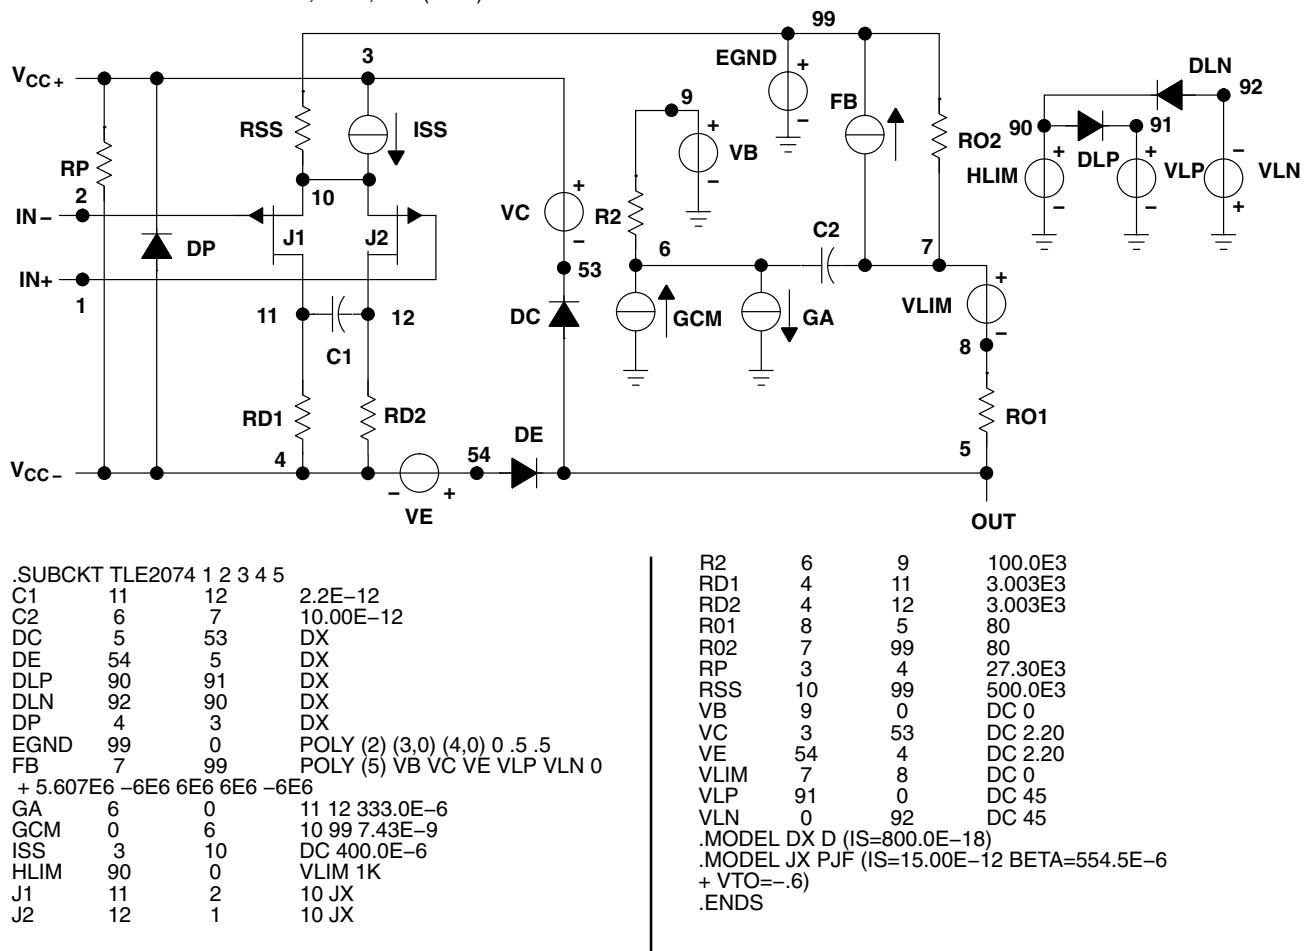 99
3
EGND
+
−
DLN
92
VCC+
9
FB
RSS
ISS
+
VB
−
90
91
RO2
RP
10
+
VC
−
HLIM
+
−
DLP
+
−
VLP
−
+
VLN
2
IN−
J1
J2
R2
C2
DP
6
7
IN+
1
53
+
VLIM
−
11
12
DC
GCM
GA
C1
8
RD1
RD2
RO1
DE
4
54
5
VCC−
−
+
VE
OUT
.SUBCKT TLE2074 1 2 3 4 5
C1 11 12 2.2E−12
C2 6 7 10.00E−12
DC 5 53 DX
DE 54 5 DX
DLP 90 91 DX
DLN 92 90 DX
DP 4 3 DX
EGND 99 0 POLY (2) (3,0) (4,0) 0 .5 .5
FB 7 99 POLY (5) VB VC VE VLP VLN 0
+ 5.607E6 −6E6 6E6 6E6 −6E6
GA 6 0 11 12 333.0E−6
GCM 0 6 10 99 7.43E−9
ISS 3 10 DC 400.0E−6
HLIM 90 0 VLIM 1K
J1 11 2 10 JX
J2 12 1 10 JX
R2 6 9 100.0E3
RD1 4 11 3.003E3
RD2 4 12 3.003E3
R01 8 5 80
R02 7 99 80
RP 3 4 27.30E3
RSS 10 99 500.0E3
VB 9 0 DC 0
VC 3 53 DC 2.20
VE 54 4 DC 2.20
VLIM 7 8 DC 0
VLP 91 0 DC 45
VLN 0 92 DC 45
.MODEL DX D (IS=800.0E−18)
.MODEL JX PJF (IS=15.00E−12 BETA=554.5E−6
+ VTO=−.6)
.ENDS